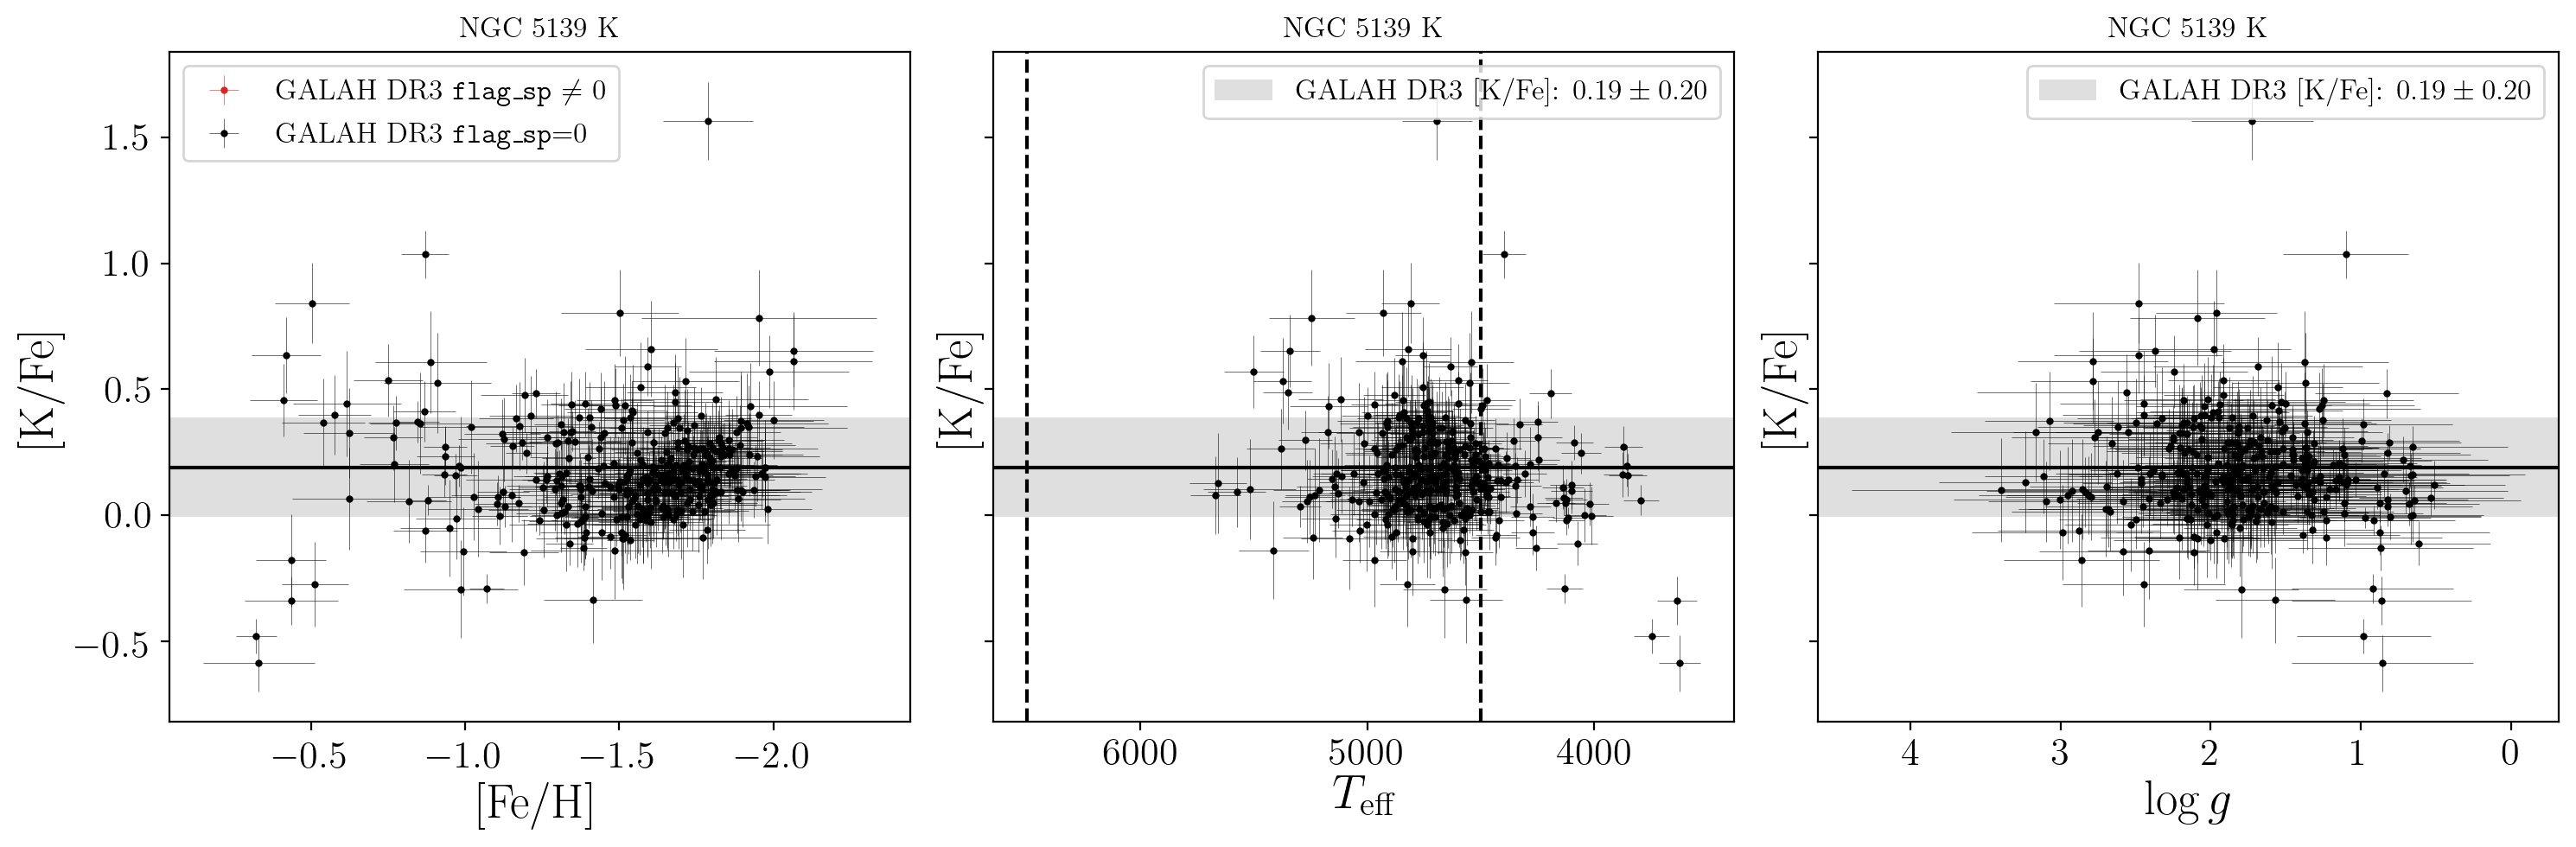 NGC 5139 K
GALAH DR3 flag_sp ≠ 0
GALAH DR3 flag_sp=0
1.5
1.0
0.5
0.0
−0.5
[K/Fe]
−0.5 −1.0 −1.5 −2.0
[Fe/H]
NGC 5139 K
GALAH DR3 [K/Fe]: 0.19 ± 0.20
[K/Fe]
6000 5000 4000
Teff
NGC 5139 K
GALAH DR3 [K/Fe]: 0.19 ± 0.20
[K/Fe]
4 3 2 1 0
log g